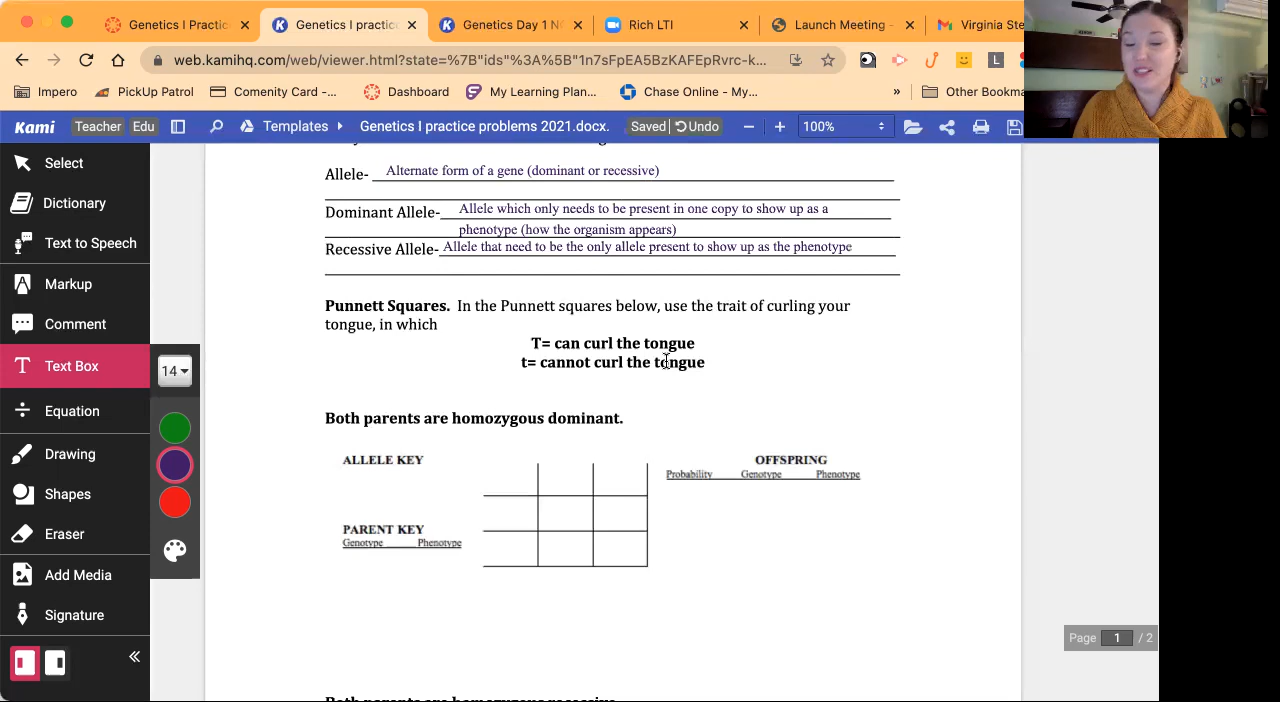 Genetics I Practic
Genetics I practice p
Genetics Day 1 NO
Rich LTI
Launch Meeting -
Virginia Ste
web.kamihq.com/web/viewer.html?state=%7B"ids"%3A%5B"1n7sFpEA5BzKAFEpRvrc-k...
Impero
PickUp Patrol
Comenity Card -...
Dashboard
My Learning Plan...
Chase Online - My...
»
Other Bookma
Kami
Teacher
Edu
Templates
Genetics I practice problems 2021.docx.
Saved
Undo
100%
Select
Dictionary
Text to Speech
Markup
Comment
Text Box
14
Equation
Drawing
Shapes
Eraser
Add Media
Signature
Allele- Alternate form of a gene (dominant or recessive)
Dominant Allele- Allele which only needs to be present in one copy to show up as a
phenotype (how the organism appears)
Recessive Allele- Allele that need to be the only allele present to show up as the phenotype
Punnett Squares. In the Punnett squares below, use the trait of curling your
tongue, in which
T= can curl the tongue
t= cannot curl the tongue
Both parents are homozygous dominant.
ALLELE KEY
OFFSPRING
Probability Genotype Phenotype
PARENT KEY
Genotype Phenotype
Page 1 / 2
Both parents are homozygous recessive